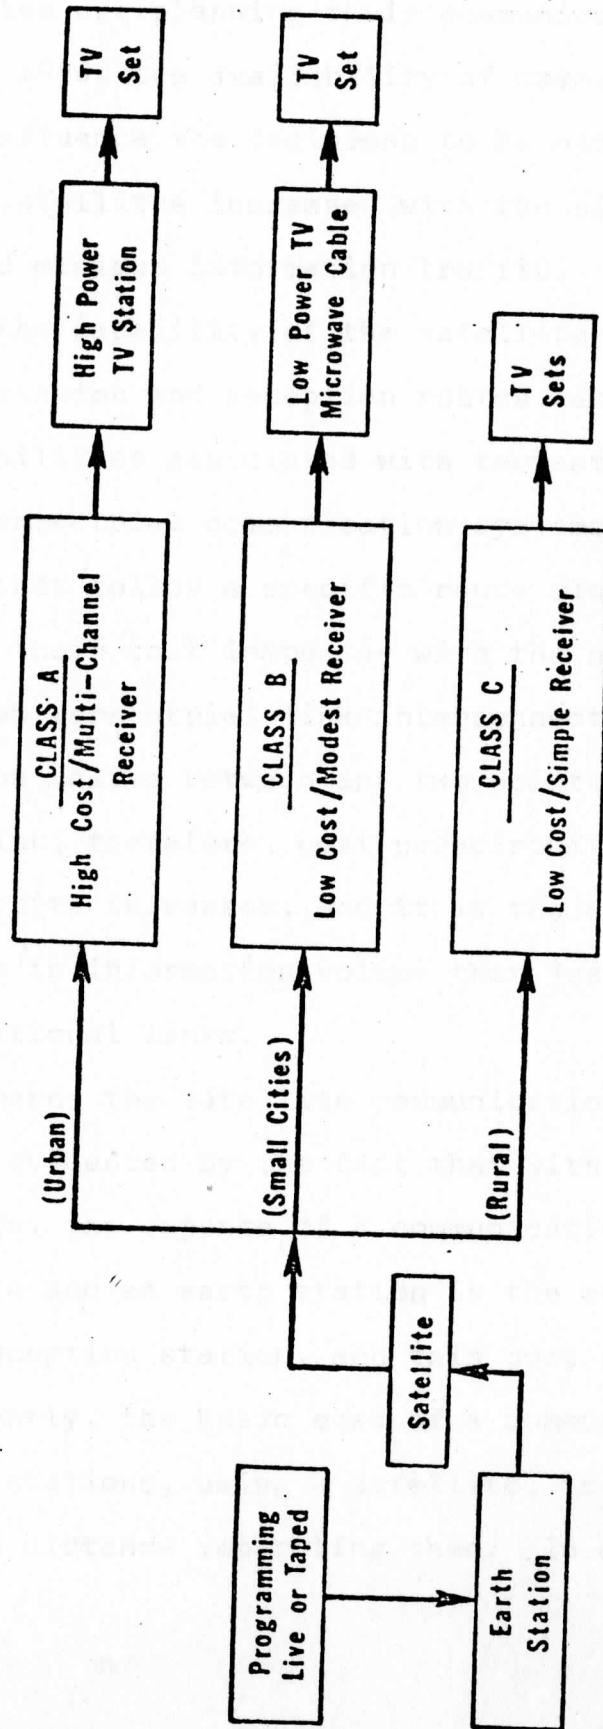 Programming
Live or Taped
Earth
Station
Satellite
(Urban)
CLASS A
High Cost/Multi-Channel
Receiver
High Power
TV Station
TV
Set
(Small Cities)
CLASS B
Low Cost/Modest Receiver
Low Power TV
Microwave Cable
TV
Set
(Rural)
CLASS C
Low Cost/Simple Receiver
TV
Sets